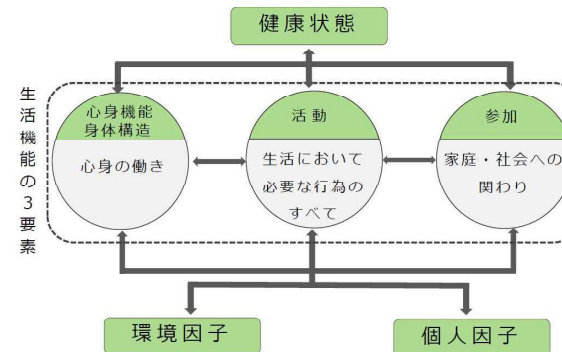 健康状態
生活機能の3要素
心身機能
身体構造
心身の働き
活動
生活において
必要な行為の
すべて
参加
家庭・社会への
関わり
環境因子
個人因子